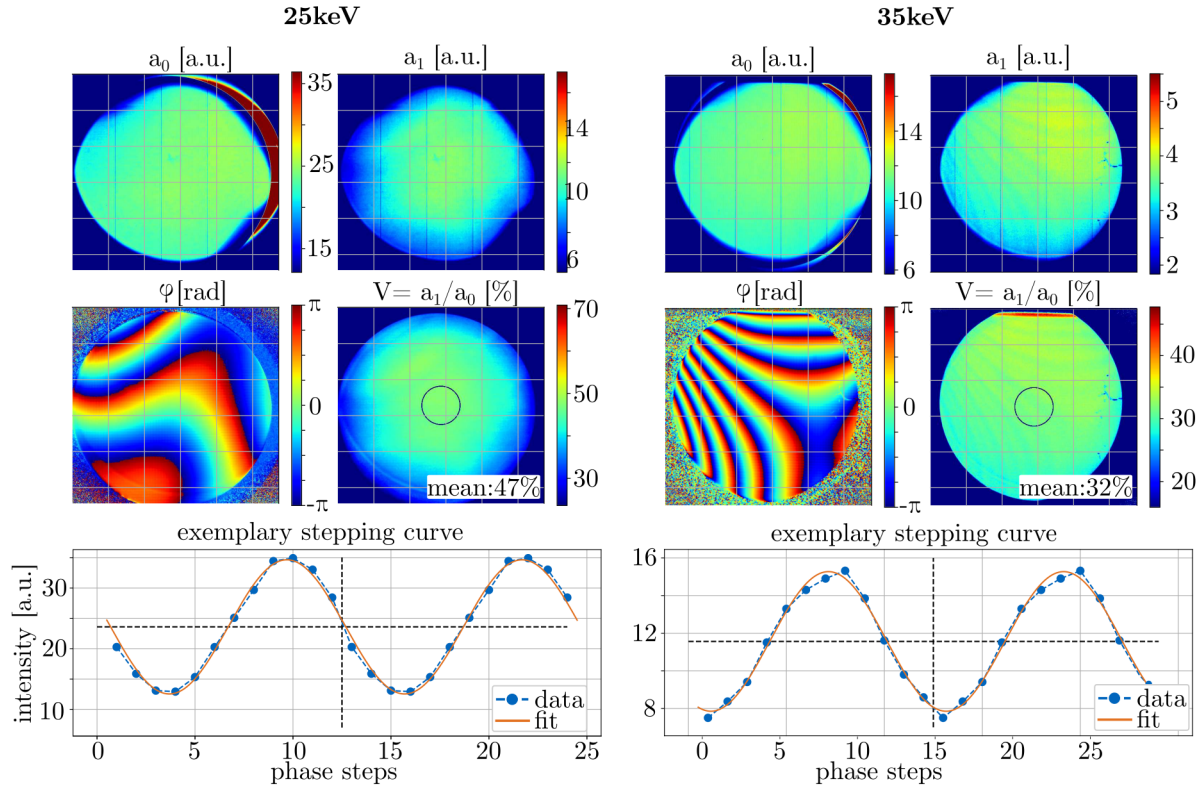 25keV
35keV
a₀ [a.u.]
a₁ [a.u.]
a₀ [a.u.]
a₁ [a.u.]
35
25
15
14
10
6
14
10
6
5
4
3
2
φ[rad]
V= a₁/a₀ [%]
φ[rad]
V= a₁/a₀ [%]
π
0
-π
70
50
30
mean:47%
π
0
-π
40
30
20
mean:32%
exemplary stepping curve
exemplary stepping curve
intensity [a.u.]
30
20
10
data
fit
0 5 10 15 20 25
phase steps
16
12
8
data
fit
0 5 10 15 20 25
phase steps